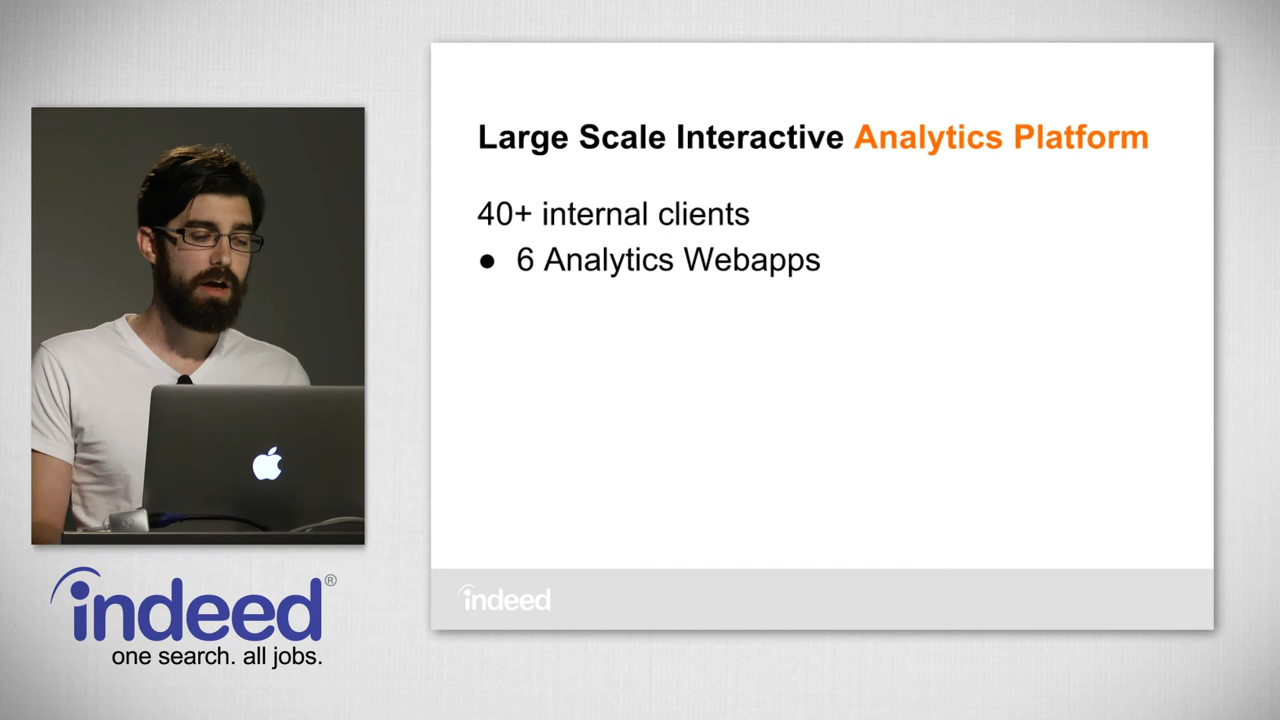 Large Scale Interactive Analytics Platform
40+ internal clients
● 6 Analytics Webapps
indeed
indeed®
one search. all jobs.